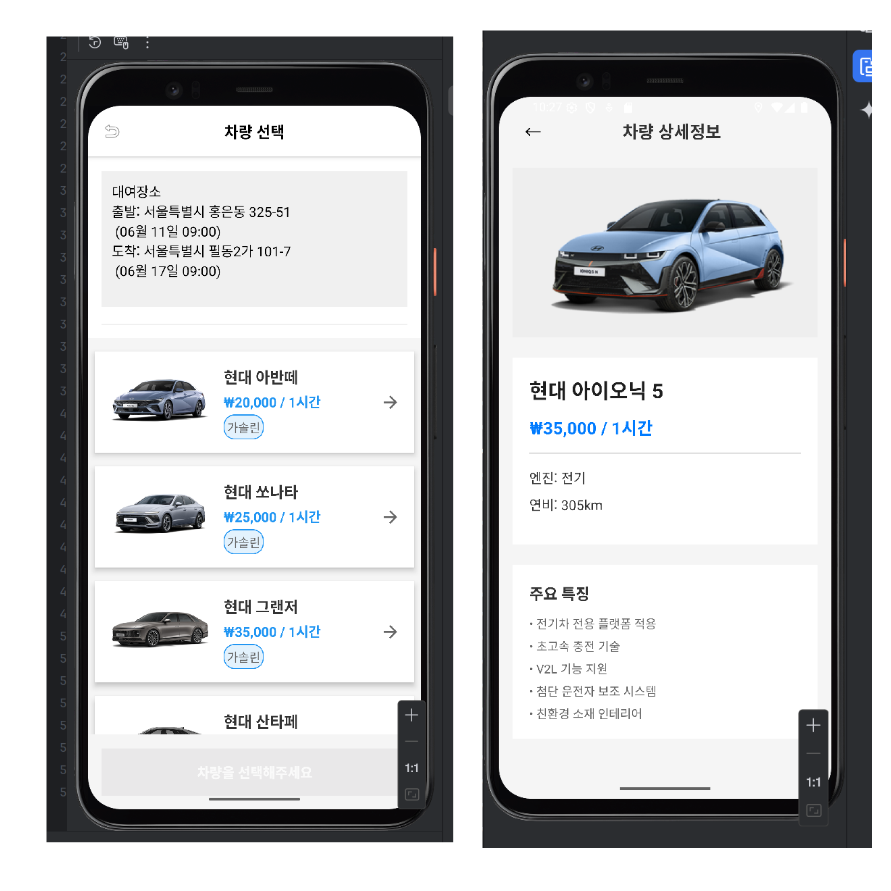 차량 선택
대여장소
출발: 서울특별시 홍은동 325-51
(06월 11일 09:00)
도착: 서울특별시 필동2가 101-7
(06월 17일 09:00)
현대 아반떼
₩20,000 / 1시간
가솔린
현대 쏘나타
₩25,000 / 1시간
가솔린
현대 그랜저
₩35,000 / 1시간
가솔린
현대 산타페
차량을 선택해주세요
1:1
10:27
차량 상세정보
IONIQ 5 N
현대 아이오닉 5
₩35,000 / 1시간
엔진: 전기
연비: 305km
주요 특징
• 전기차 전용 플랫폼 적용
• 초고속 충전 기술
• V2L 기능 지원
• 첨단 운전자 보조 시스템
• 친환경 소재 인테리어
1:1